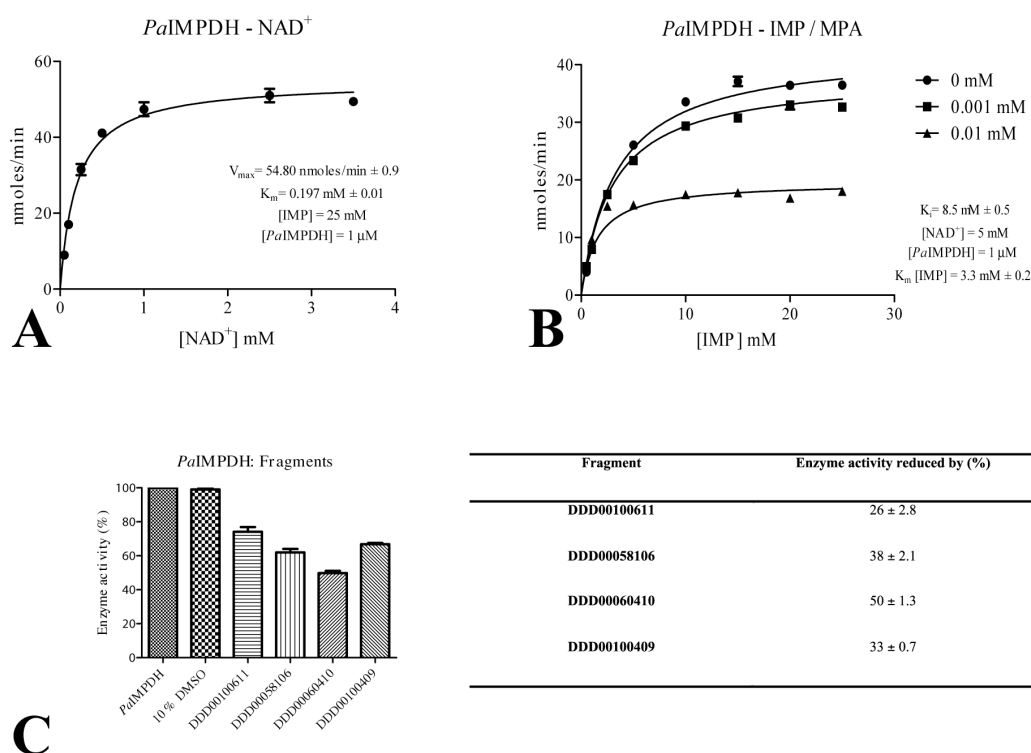 PaIMPDH - NAD+
60
40
20
0
nmoles/min
Vmax= 54.80 nmoles/min ± 0.9
Km= 0.197 mM ± 0.01
[IMP] = 25 mM
[PaIMPDH] = 1 µM
0 1 2 3 4
[NAD+] mM
A
PaIMPDH - IMP / MPA
40
30
20
10
0
nmoles/min
0 mM
0.001 mM
0.01 mM
Ki= 8.5 mM ± 0.5
[NAD+] = 5 mM
[PaIMPDH] = 1 µM
Km [IMP] = 3.3 mM ± 0.2
0 10 20 30
[IMP] mM
B
PaIMPDH: Fragments
100
80
60
40
20
0
Enzyme activity (%)
PaIMPDH
10 % DMSO
DDD00100611
DDD00058106
DDD00060410
DDD00100409
C
Fragment Enzyme activity reduced by (%)
DDD00100611 26 ± 2.8
DDD00058106 38 ± 2.1
DDD00060410 50 ± 1.3
DDD00100409 33 ± 0.7